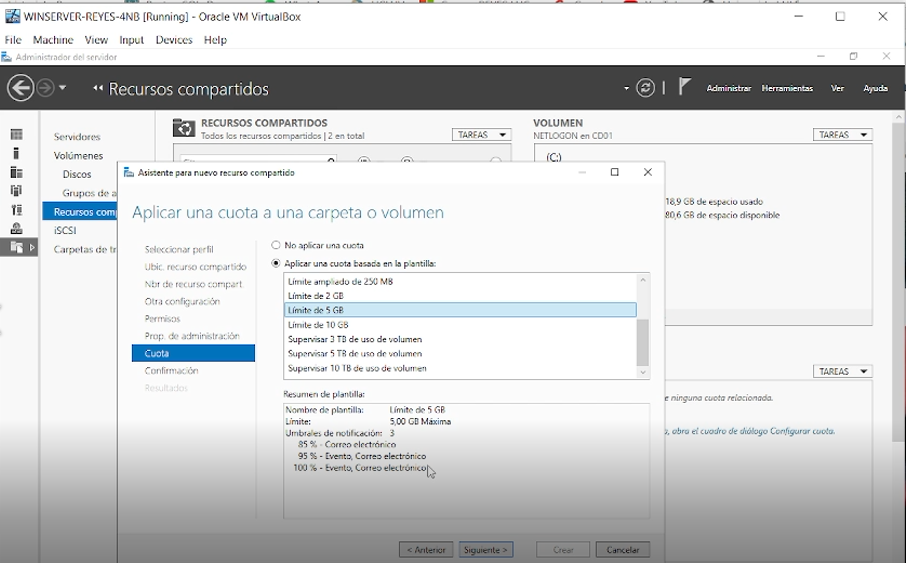 WINSERVER-REYES-4NB [Running] - Oracle VM VirtualBox
File Machine View Input Devices Help
Administrador del servidor
Recursos compartidos
Administrar Herramientas Ver Ayuda
Servidores
Volúmenes
Discos
Grupos de a
Recursos comp
iSCSI
Carpetas de tr
RECURSOS COMPARTIDOS
Todos los recursos compartidos | 2 en total
TAREAS
VOLUMEN
NETLOGON en CD01
TAREAS
(C:)
18,9 GB de espacio usado
80,6 GB de espacio disponible
TAREAS
e ninguna cuota relacionada.
, abra el cuadro de diálogo Configurar cuota.
Asistente para nuevo recurso compartido
Aplicar una cuota a una carpeta o volumen
Seleccionar perfil
Ubic. recurso compartido
Nbr de recurso compart.
Otra configuración
Permisos
Prop. de administración
Cuota
Confirmación
Resultados
No aplicar una cuota
Aplicar una cuota basada en la plantilla:
Límite ampliado de 250 MB
Límite de 2 GB
Límite de 5 GB
Límite de 10 GB
Supervisar 3 TB de uso de volumen
Supervisar 5 TB de uso de volumen
Supervisar 10 TB de uso de volumen
Resumen de plantilla:
Nombre de plantilla: Límite de 5 GB
Límite: 5,00 GB Máxima
Umbrales de notificación: 3
85 % - Correo electrónico
95 % - Evento, Correo electrónico
100 % - Evento, Correo electrónico
< Anterior Siguiente > Crear Cancelar